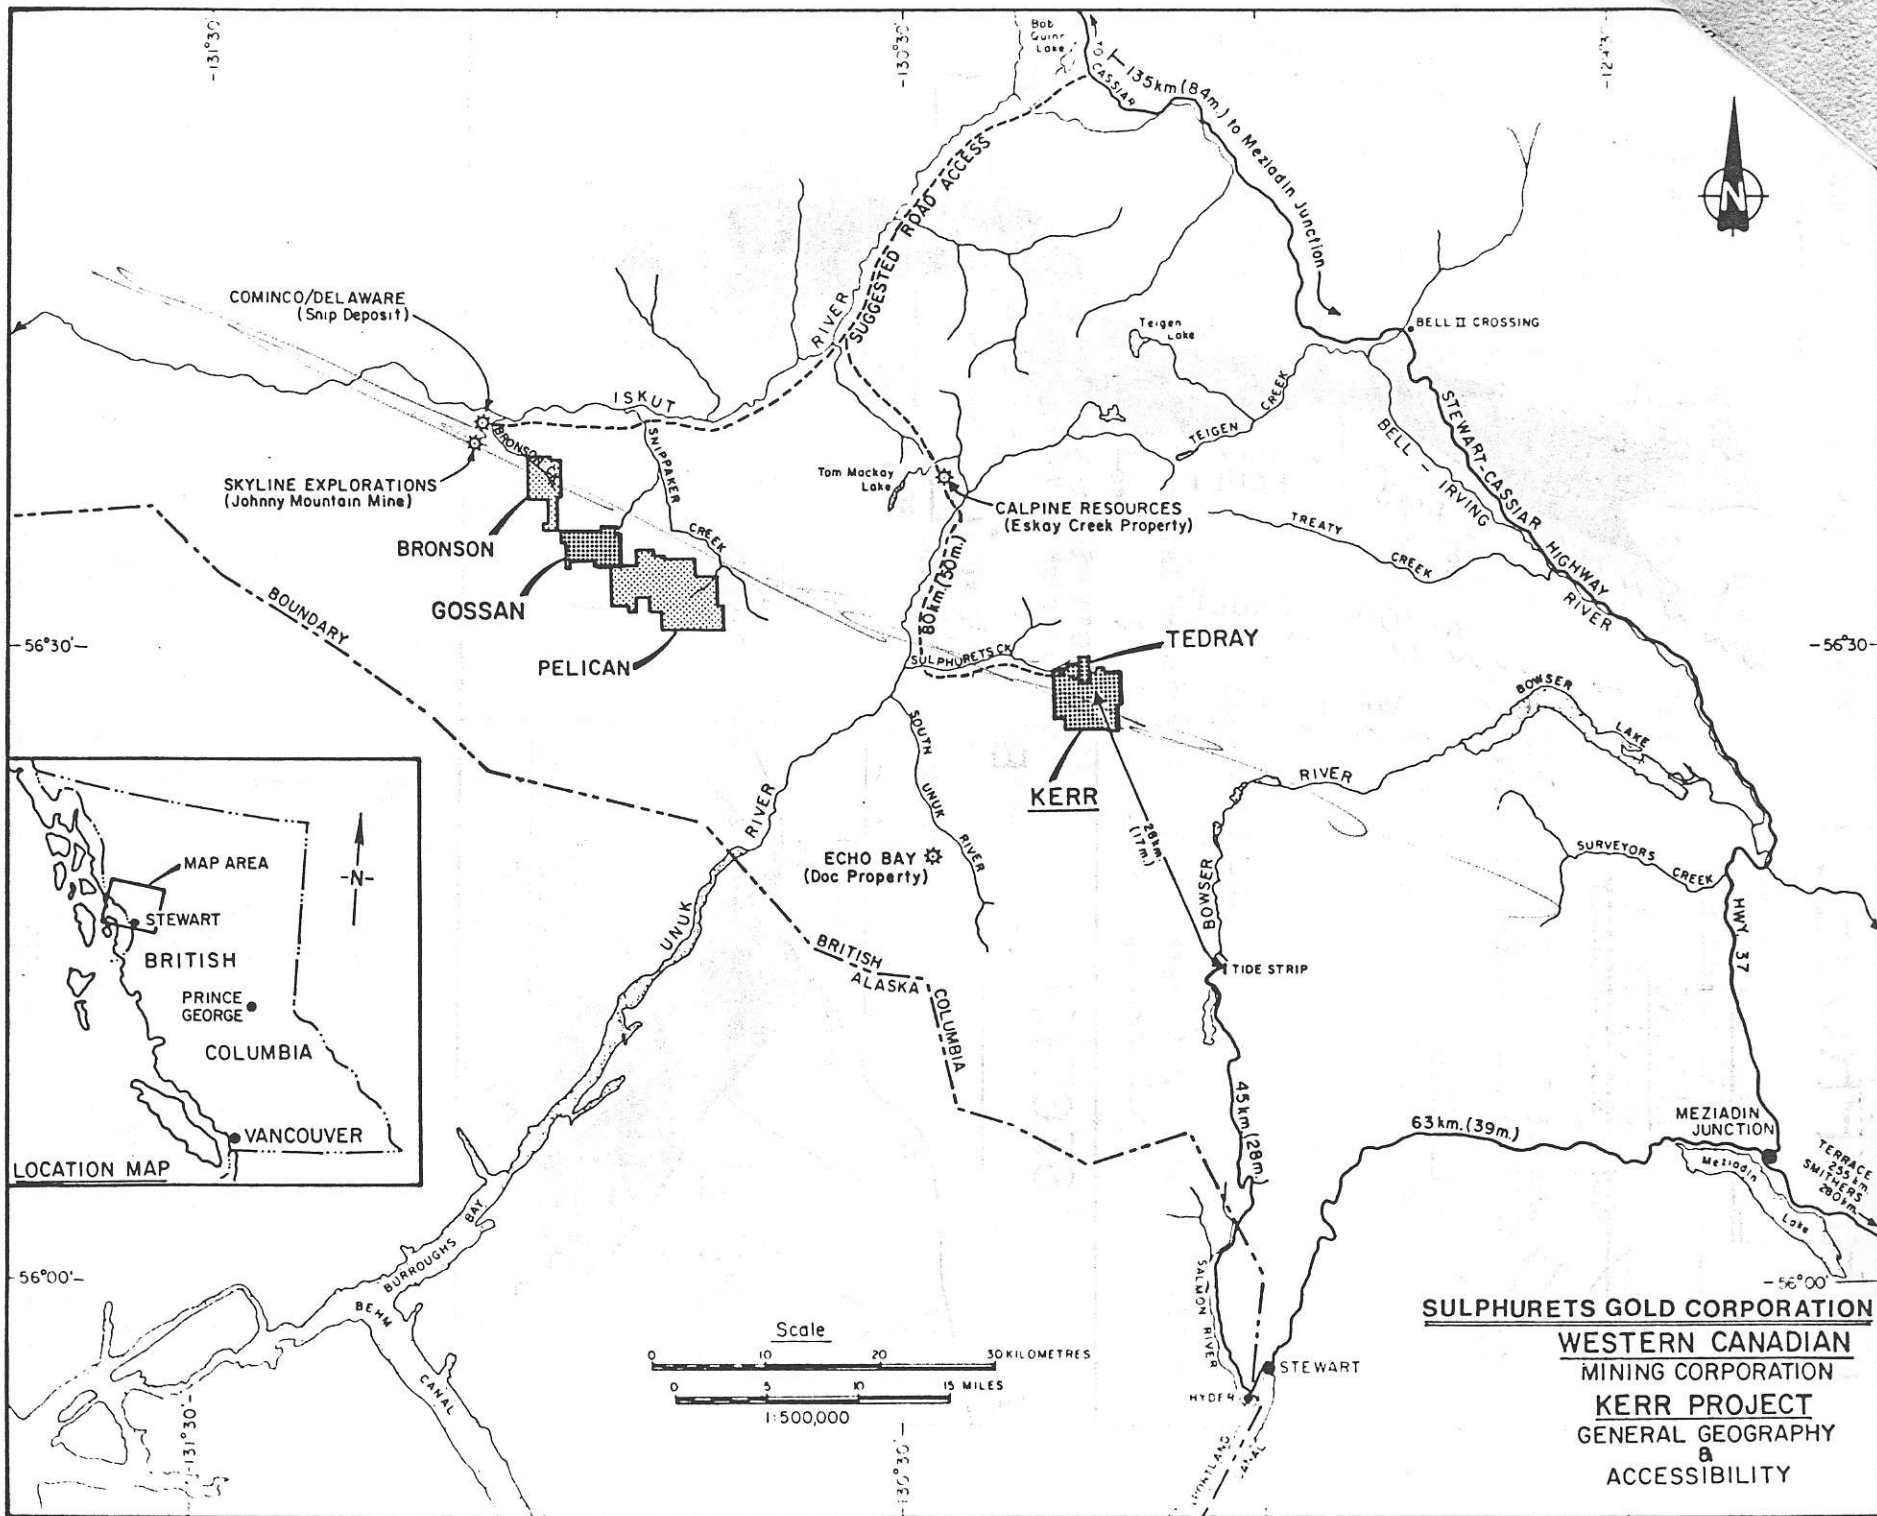 -131°30'
-130°30'
-129°30'
Bob
Quinn
Lake
TO CASSIAR
135km (84m.) to Meziadin Junction
N
SUGGESTED ROAD ACCESS
COMINCO/DELAWARE
(Snip Deposit)
RIVER
ISKUT
Teigen
Lake
BELL II CROSSING
TEIGEN
CREEK
STEWART-CASSIAR
HIGHWAY
BELL - IRVING
RIVER
BRONSON CK
SNIPPAKER
CREEK
SKYLINE EXPLORATIONS
(Johnny Mountain Mine)
Tom Mackay
Lake
CALPINE RESOURCES
(Eskay Creek Property)
TREATY
CREEK
BRONSON
GOSSAN
PELICAN
BOUNDARY
80km.(50m.)
56°30'
56°30'
SULPHURETS CK.
TEDRAY
KERR
BOWSER
LAKE
RIVER
BOWSER
SOUTH
UNUK
RIVER
28km.
(17m.)
RIVER
UNUK
ECHO BAY
(Doc Property)
SURVEYORS
CREEK
HWY. 37
BRITISH
COLUMBIA
ALASKA
TIDE STRIP
MAP AREA
-N-
STEWART
BRITISH
PRINCE
GEORGE
COLUMBIA
VANCOUVER
LOCATION MAP
45km(28m.)
63km.(39m.)
MEZIADIN
JUNCTION
Meziadin
Lake
TERRACE
255 km.
SMITHERS
280km.
BURROUGHS
BAY
BEHM
CANAL
SALMON RIVER
56°00'
56°00'
STEWART
HYDER
PORTLAND
CANAL
Scale
0 10 20 30 KILOMETRES
0 5 10 15 MILES
1:500,000
-131°30'-
-130°30'-
SULPHURETS GOLD CORPORATION
WESTERN CANADIAN
MINING CORPORATION
KERR PROJECT
GENERAL GEOGRAPHY
&
ACCESSIBILITY